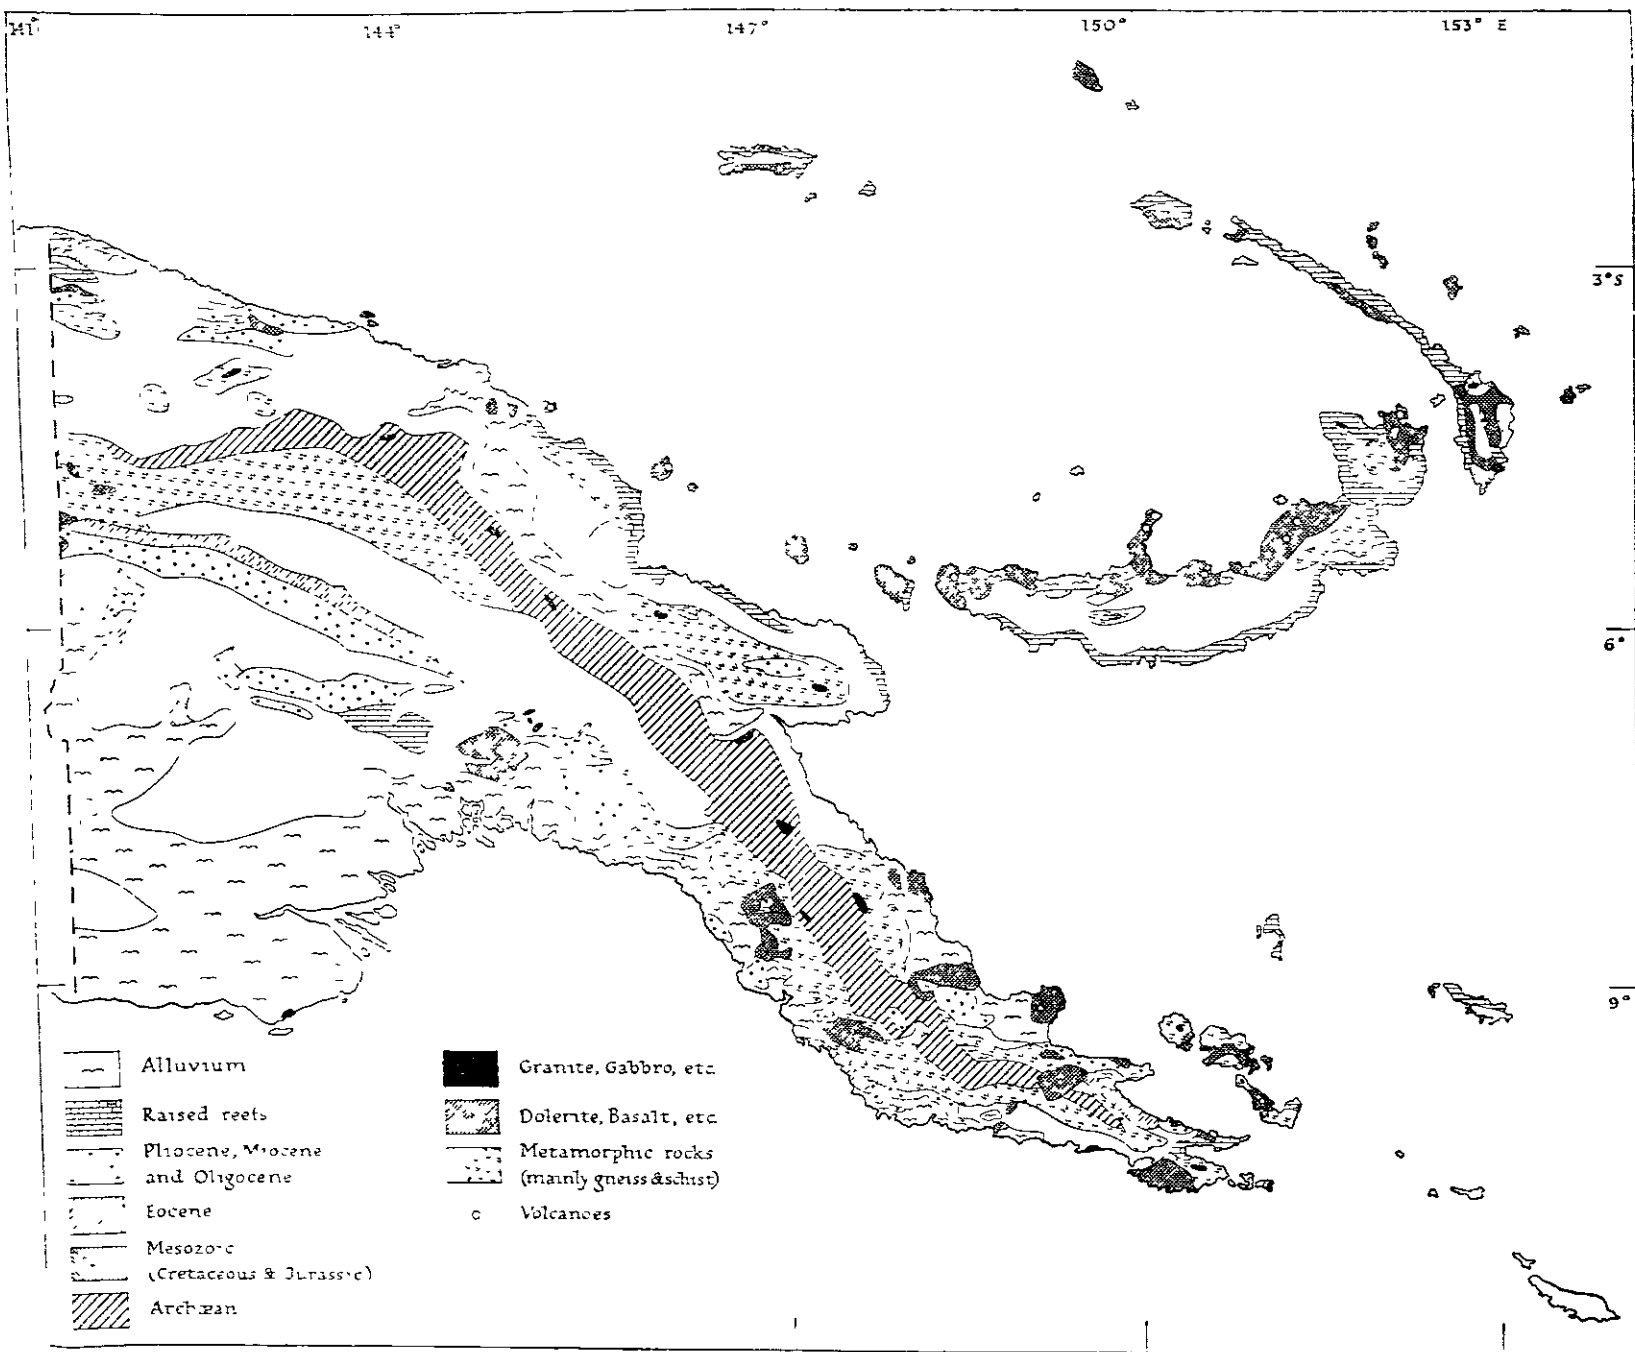 141° 144° 147° 150° 153° E
3°S
6°
9°
Alluvium
Raised reefs
Pliocene, Miocene
and Oligocene
Eocene
Mesozoic
(Cretaceous & Jurassic)
Archæan
Granite, Gabbro, etc
Dolerite, Basalt, etc
Metamorphic rocks
(mainly gneiss & schist)
Volcanoes